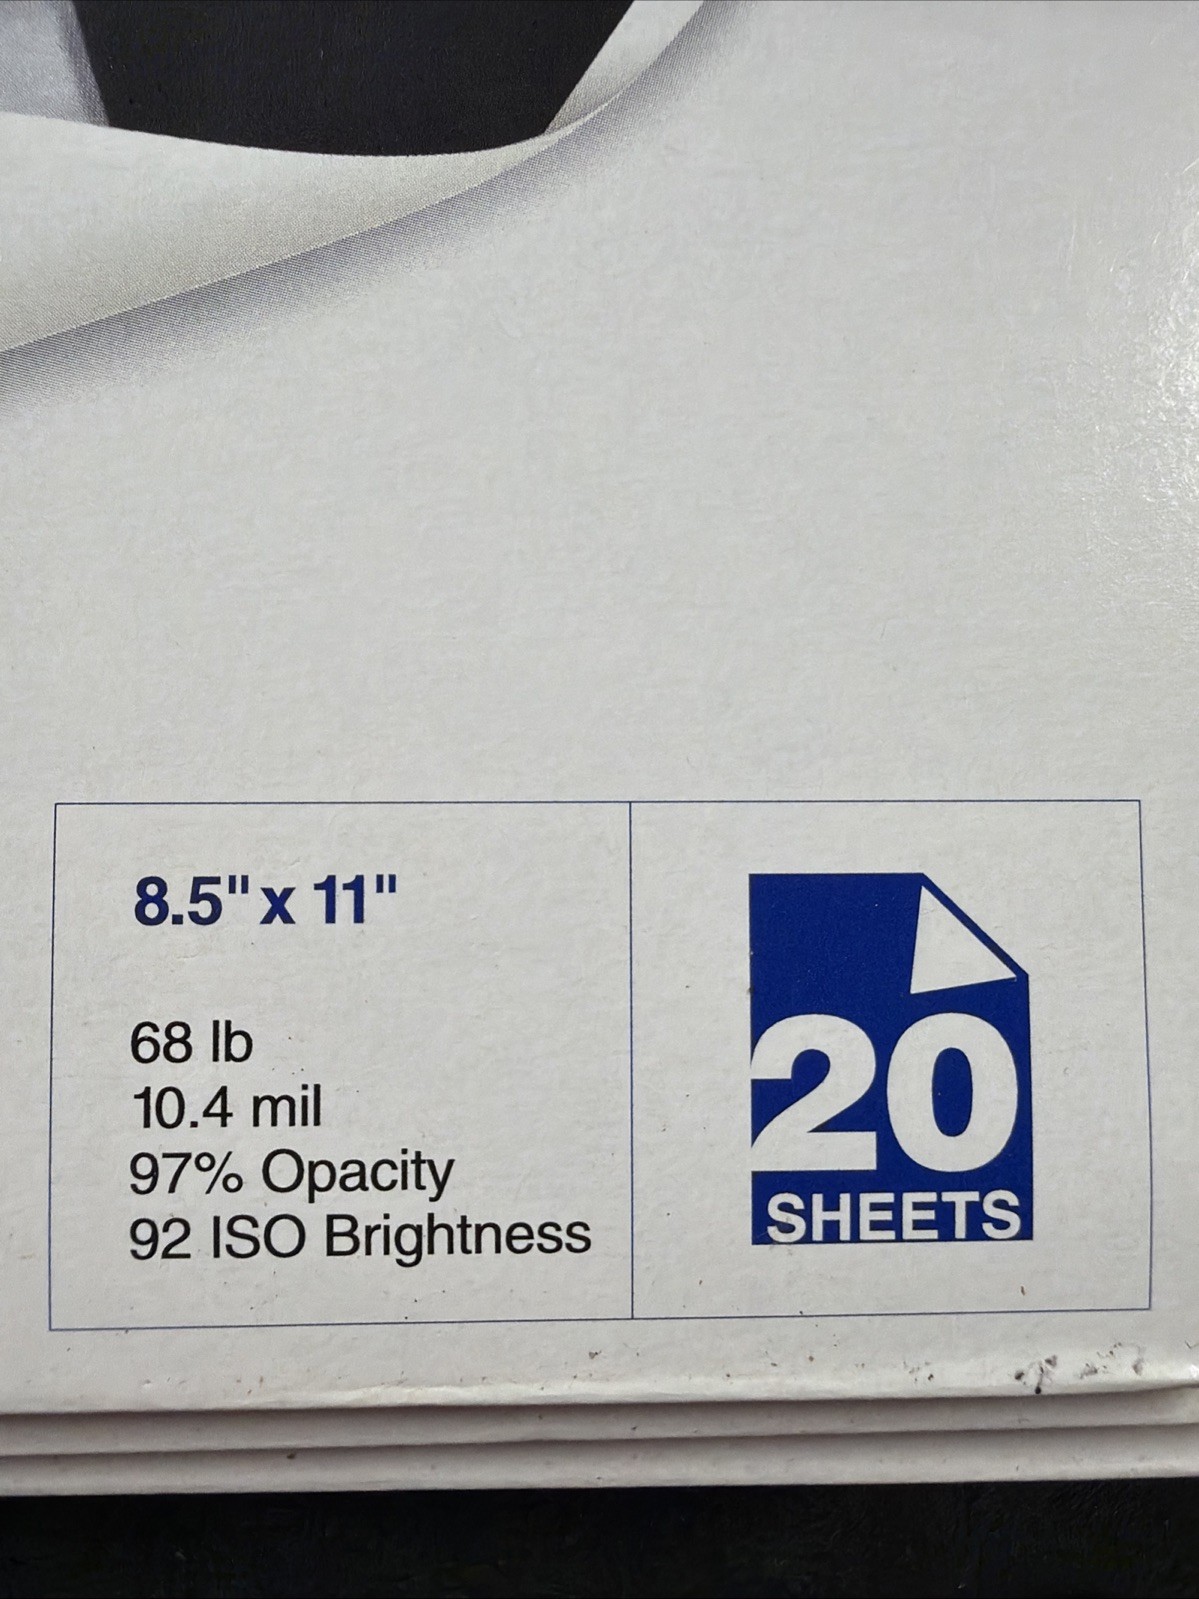 8.5" x 11"
68 lb
10.4 mil
97% Opacity
92 ISO Brightness
20
SHEETS